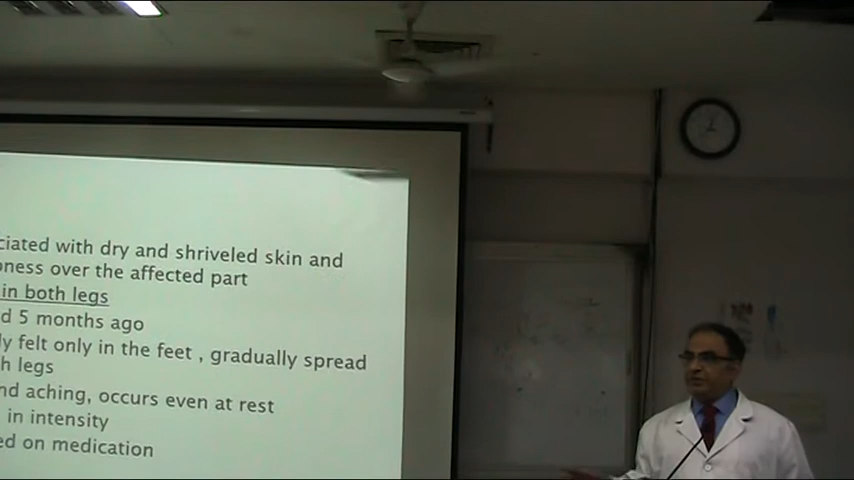 ciated with dry and shriveled skin and
ness over the affected part
in both legs
d 5 months ago
ly felt only in the feet , gradually spread
h legs
nd aching, occurs even at rest
in intensity
ed on medication